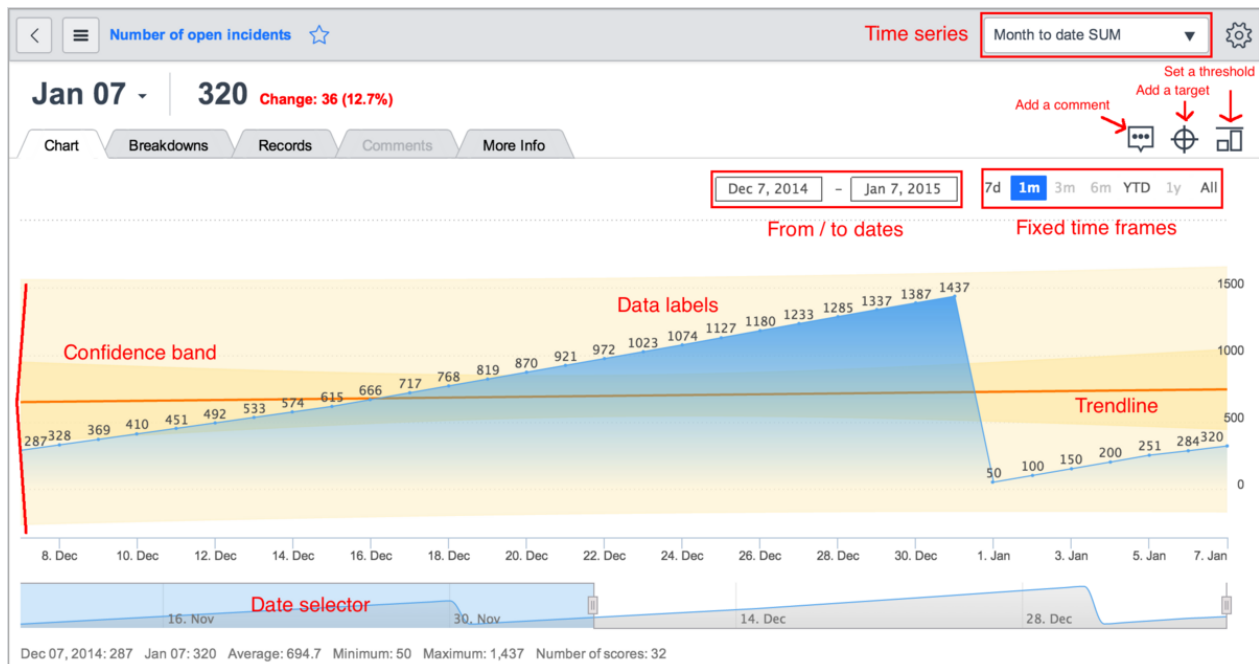 Number of open incidents
Time series
Month to date SUM
Set a threshold
Add a target
Add a comment
Jan 07
320
Change: 36 (12.7%)
Chart
Breakdowns
Records
Comments
More Info
Dec 7, 2014 – Jan 7, 2015
7d 1m 3m 6m YTD 1y All
From / to dates
Fixed time frames
1500
1000
500
0
Data labels
Confidence band
Trendline
287 328 369 410 451 492 533 574 615 666 717 768 819 870 921 972 1023 1074 1127 1180 1233 1285 1337 1387 1437 50 100 150 200 251 284 320
8. Dec 10. Dec 12. Dec 14. Dec 16. Dec 18. Dec 20. Dec 22. Dec 24. Dec 26. Dec 28. Dec 30. Dec 1. Jan 3. Jan 5. Jan 7. Jan
Date selector
16. Nov 30. Nov 14. Dec 28. Dec
Dec 07, 2014: 287 Jan 07: 320 Average: 694.7 Minimum: 50 Maximum: 1,437 Number of scores: 32